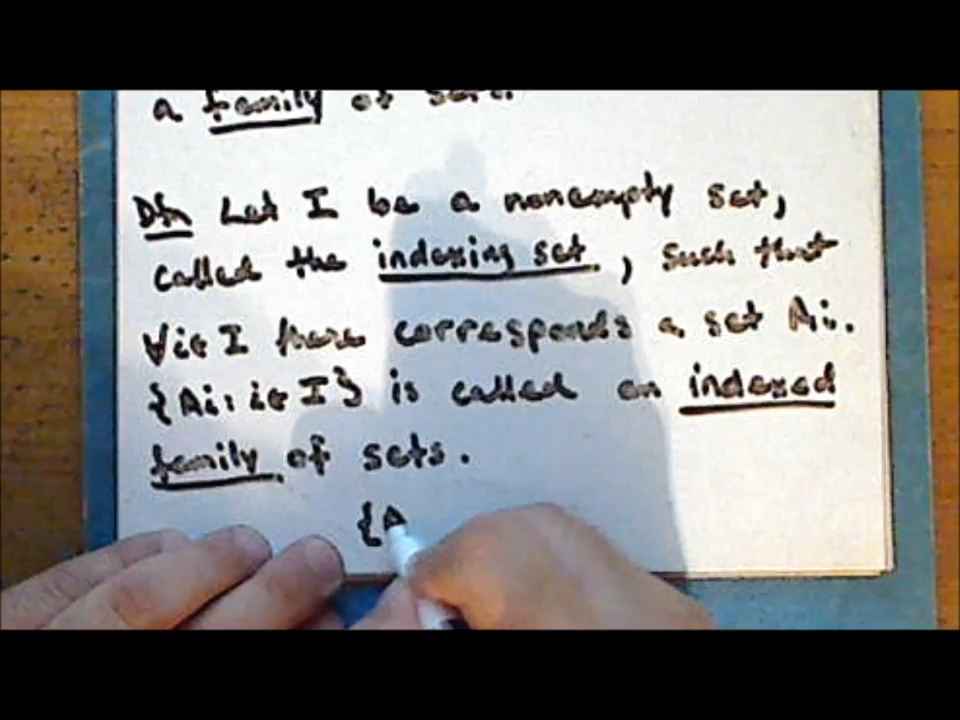 a family of sets.
Dfn Let I be a nonempty set,
called the indexing set, such that
∀i∈I there corresponds a set Ai.
{Ai: i∈I} is called an indexed
family of sets.
{A